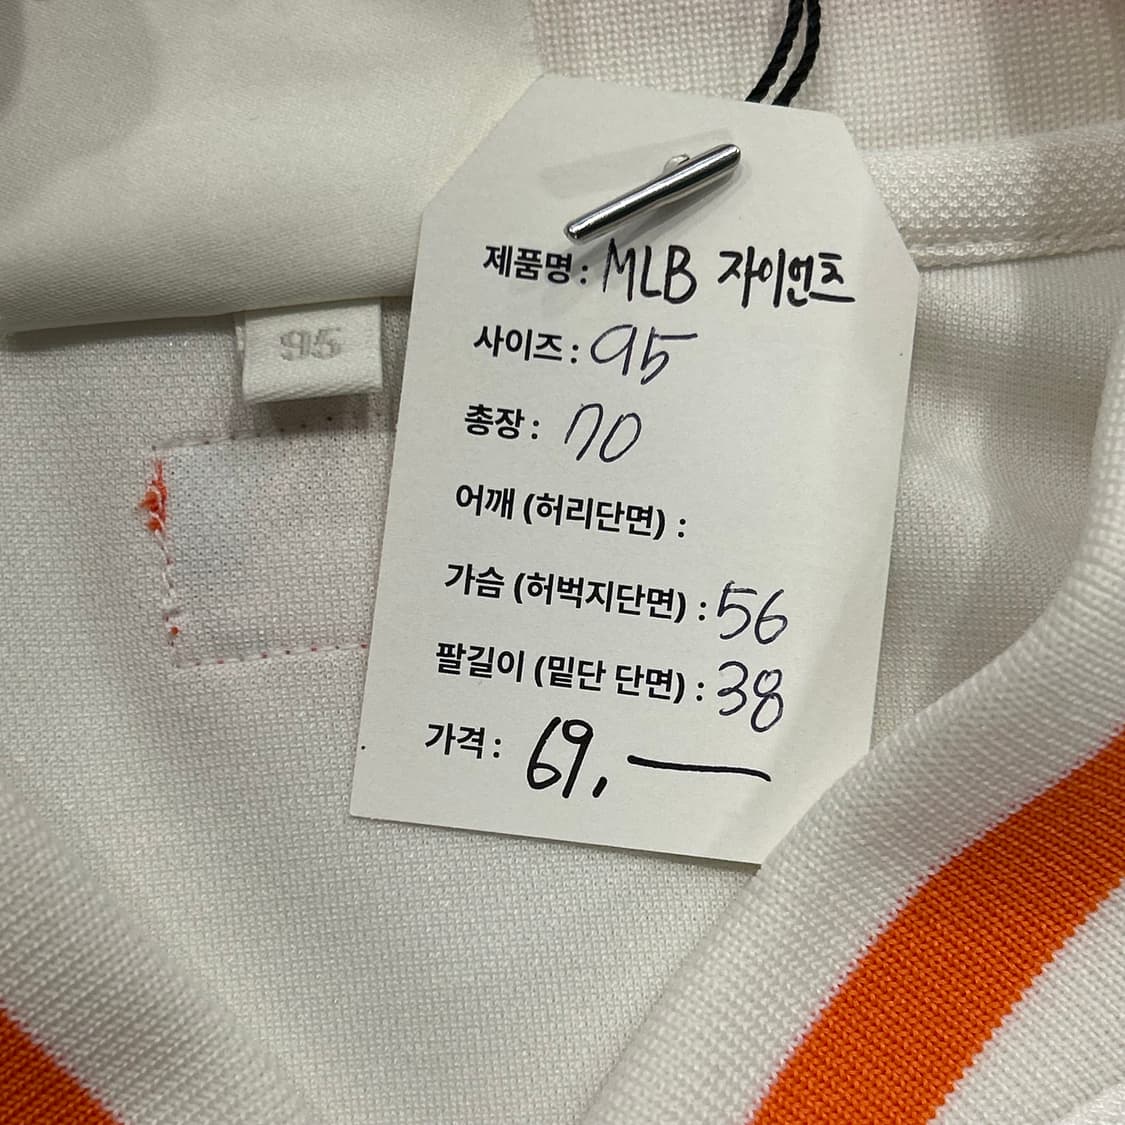 제품명 : MLB 자이언츠
사이즈 : 95
총장 : 70
어깨 (허리단면) :
가슴 (허벅지단면) : 56
팔길이 (밑단 단면) : 38
가격 : 69,—
95